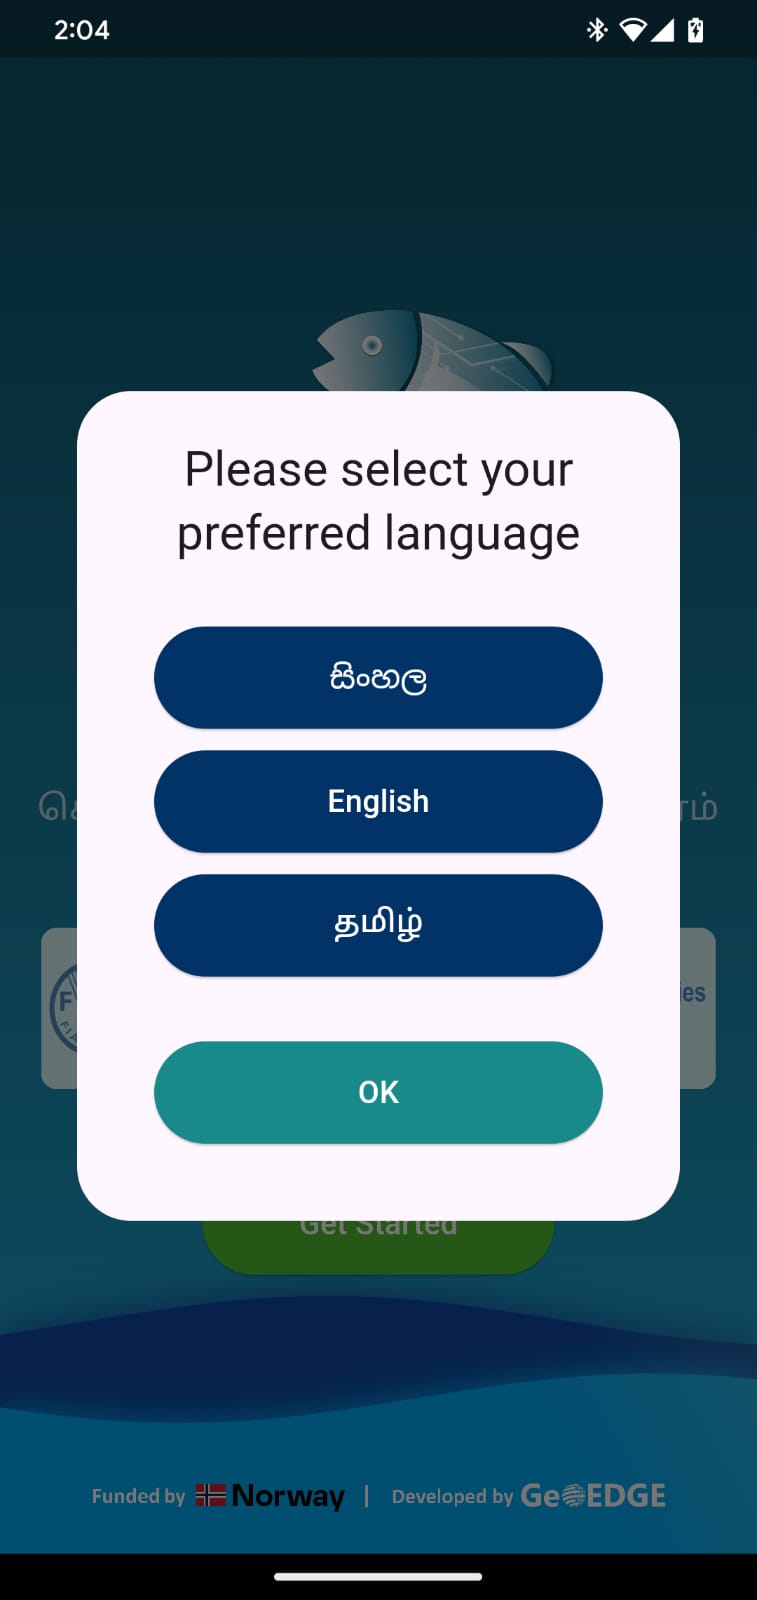 2:04
Please select your
preferred language
සිංහල
English
தமிழ்
OK
Get Started
Funded by Norway | Developed by GeoEDGE